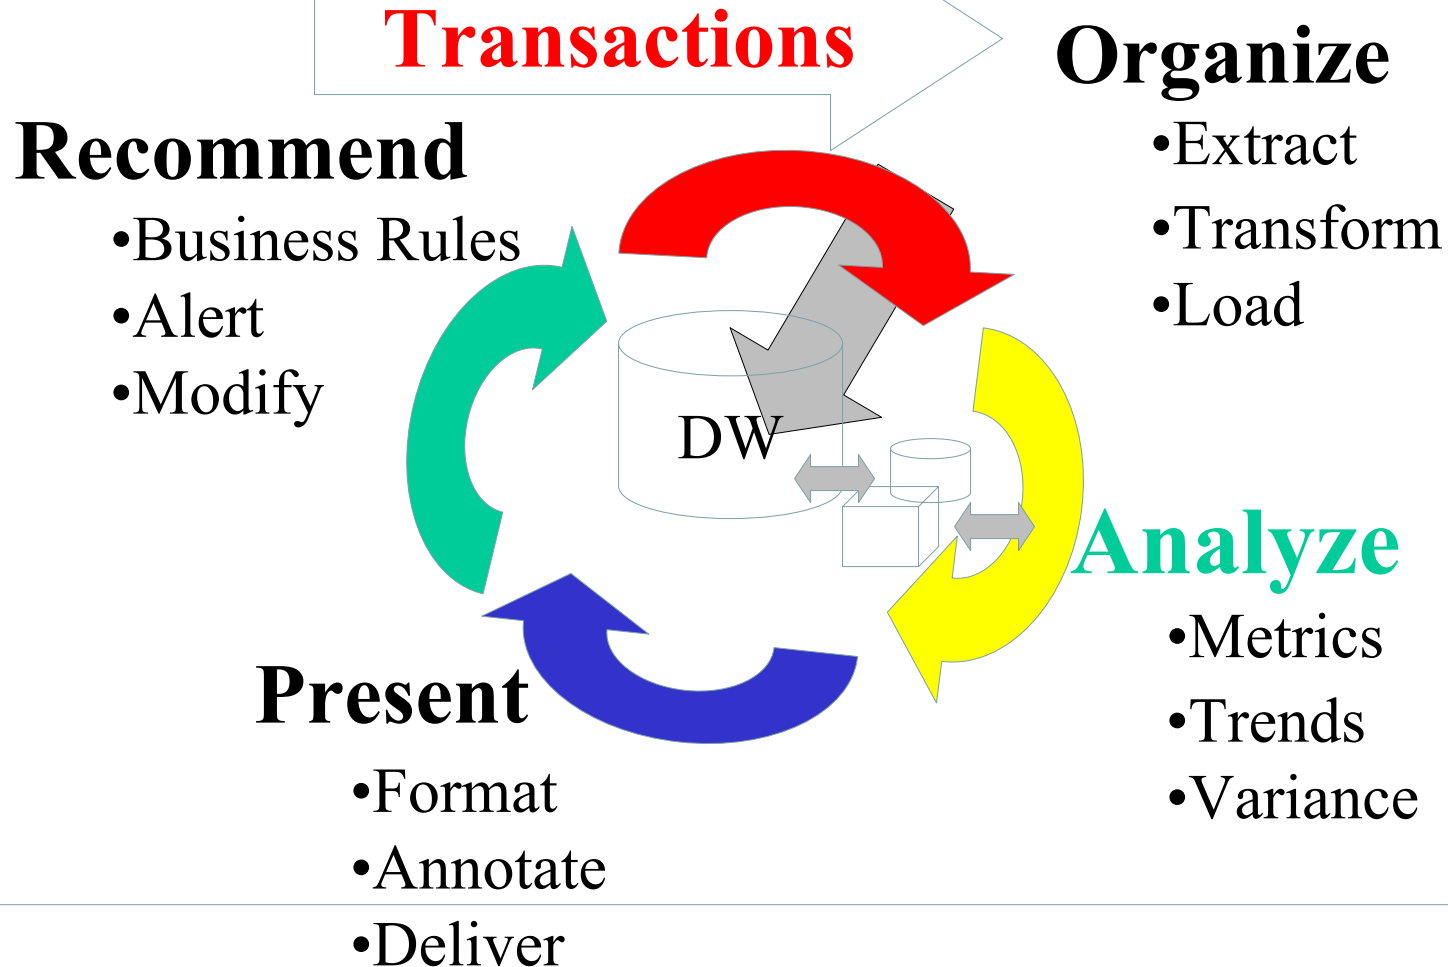 Transactions
Organize
•Extract
•Transform
•Load
Recommend
•Business Rules
•Alert
•Modify
DW
Analyze
•Metrics
•Trends
•Variance
Present
•Format
•Annotate
•Deliver